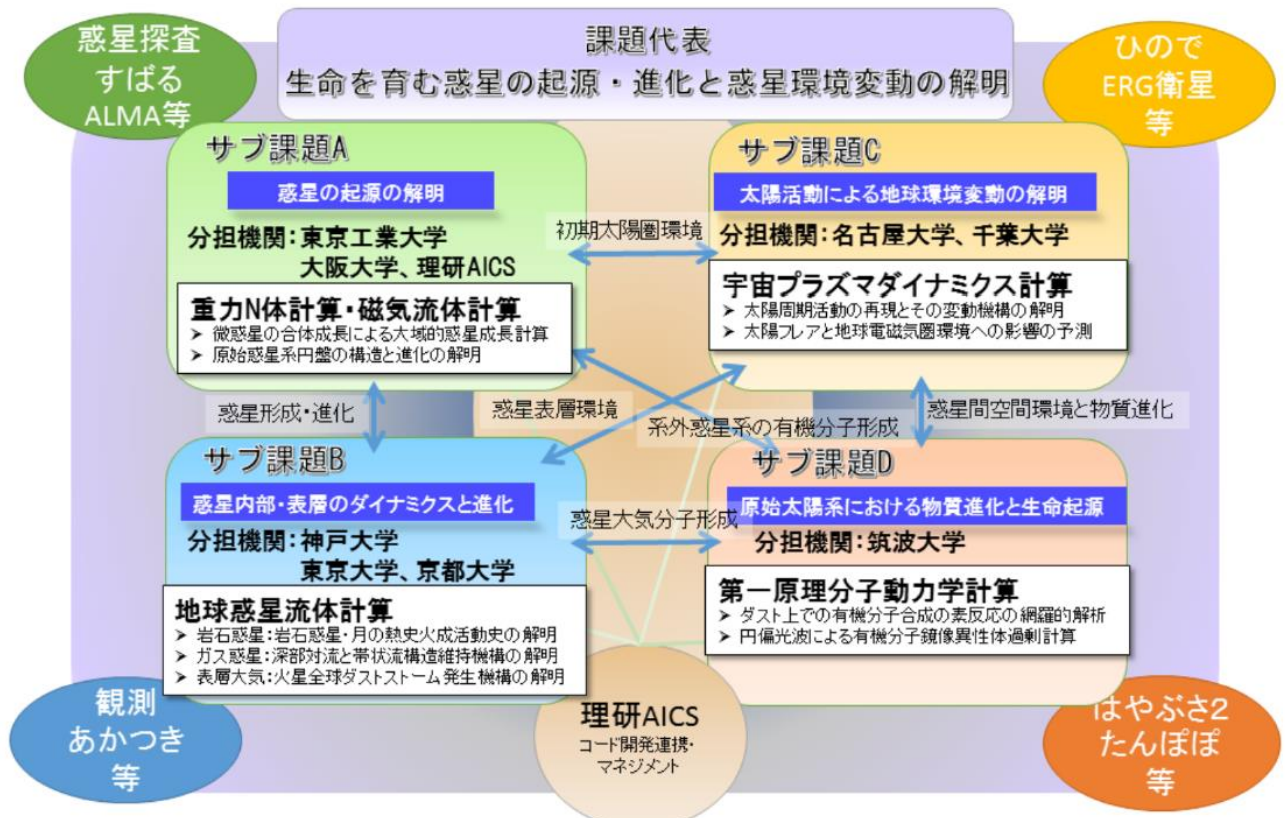 課題代表
生命を育む惑星の起源・進化と惑星環境変動の解明
惑星探査
すばる
ALMA等
ひので
ERG衛星
等
サブ課題A
惑星の起源の解明
分担機関：東京工業大学
大阪大学、理研AICS
重力N体計算・磁気流体計算
➢ 微惑星の合体成長による大域的惑星成長計算
➢ 原始惑星系円盤の構造と進化の解明
初期太陽圏環境
サブ課題C
太陽活動による地球環境変動の解明
分担機関：名古屋大学、千葉大学
宇宙プラズマダイナミクス計算
➢ 太陽周期活動の再現とその変動機構の解明
➢ 太陽フレアと地球電磁気圏環境への影響の予測
惑星形成・進化
惑星表層環境
系外惑星系の有機分子形成
惑星間空間環境と物質進化
サブ課題B
惑星内部・表層のダイナミクスと進化
分担機関：神戸大学
東京大学、京都大学
地球惑星流体計算
➢ 岩石惑星：岩石惑星・月の熱史火成活動史の解明
➢ ガス惑星：深部対流と帯状流構造維持機構の解明
➢ 表層大気：火星全球ダストストーム発生機構の解明
惑星大気分子形成
サブ課題D
原始太陽系における物質進化と生命起源
分担機関：筑波大学
第一原理分子動力学計算
➢ ダスト上での有機分子合成の素反応の網羅的解析
➢ 円偏光波による有機分子鏡像異性体過剰計算
観測
あかつき
等
理研AICS
コード開発連携・
マネジメント
はやぶさ2
たんぽぽ
等